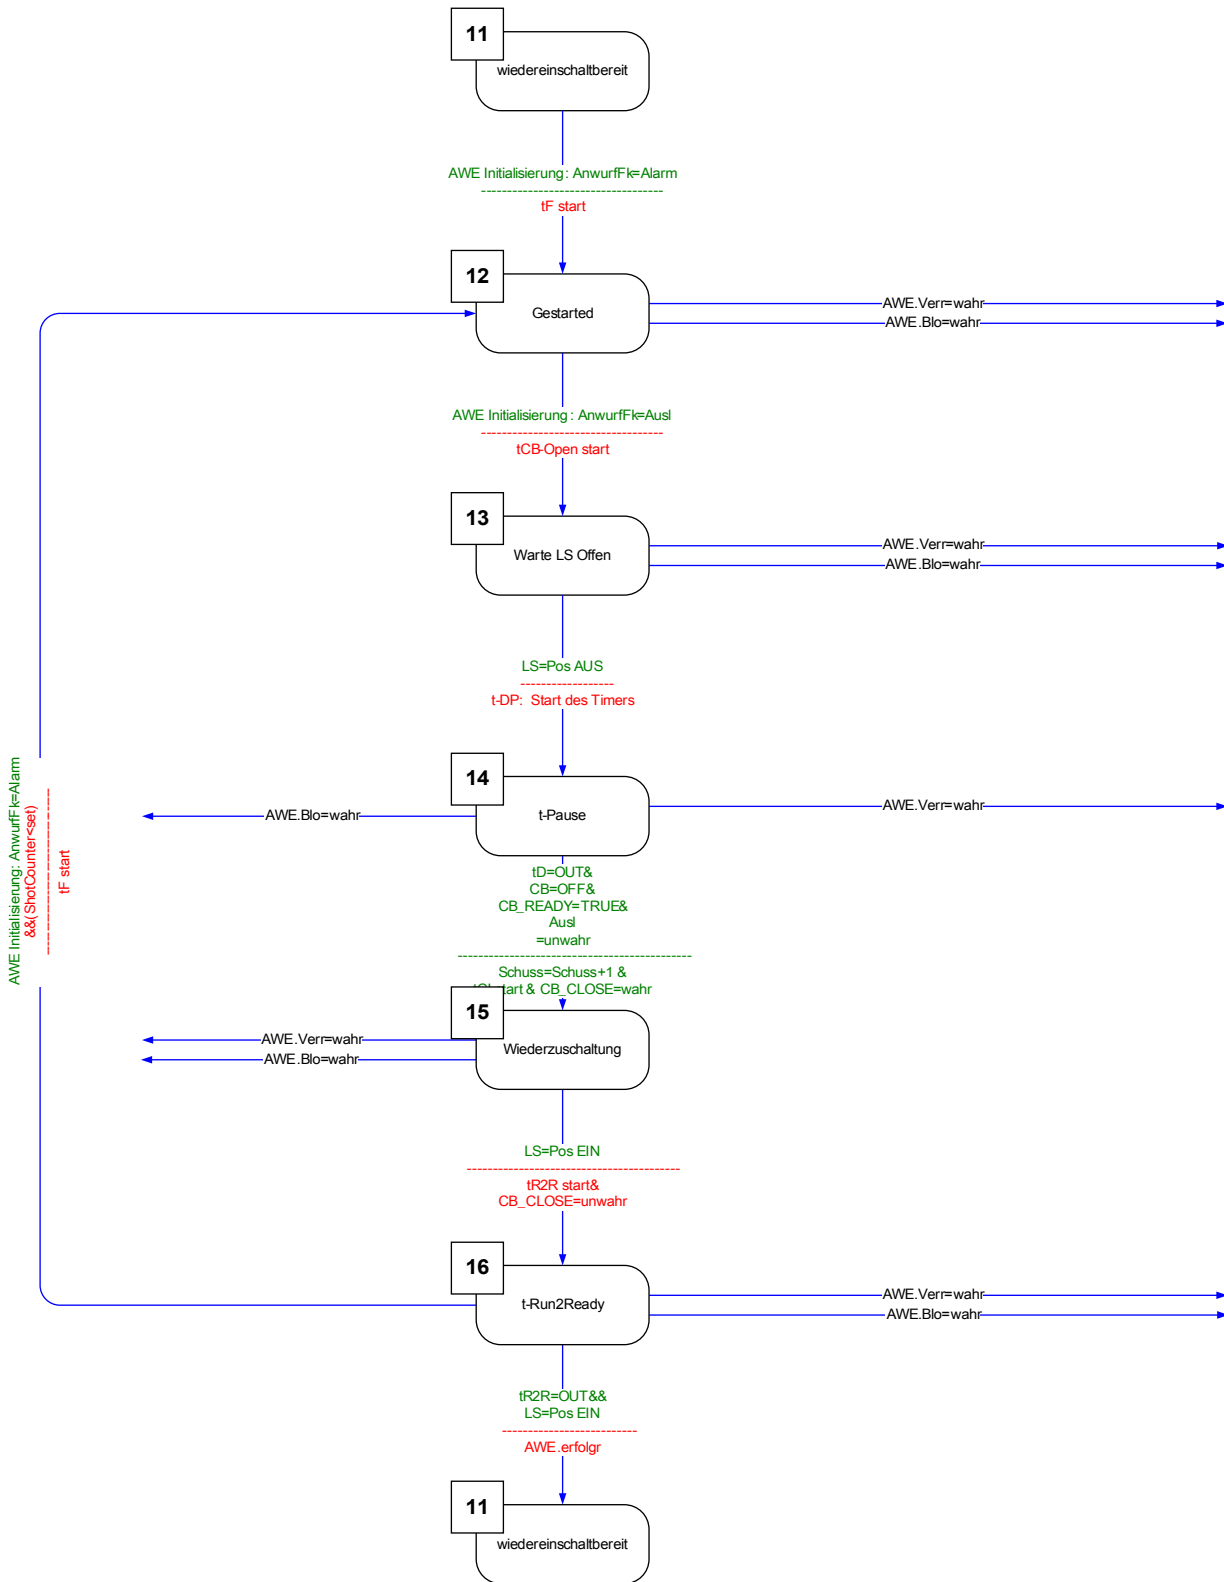 11
wiedereinschaltbereit
AWE Initialisierung: AnwurfFk=Alarm
tF start
12
Gestarted
AWE.Verr=wahr
AWE.Blo=wahr
AWE Initialisierung: AnwurfFk=Ausl
tCB-Open start
13
Warte LS Offen
AWE.Verr=wahr
AWE.Blo=wahr
LS=Pos AUS
t-DP: Start des Timers
14
t-Pause
AWE.Blo=wahr
AWE.Verr=wahr
AWE Initialisierung: AnwurfFk=Alarm
&&(ShotCounter<set)
tF start
tD=OUT&
CB=OFF&
CB_READY=TRUE&
Ausl
=unwahr
Schuss=Schuss+1 &
start & CB_CLOSE=wahr
15
Wiederzuschaltung
AWE.Verr=wahr
AWE.Blo=wahr
LS=Pos EIN
tR2R start&
CB_CLOSE=unwahr
16
t-Run2Ready
AWE.Verr=wahr
AWE.Blo=wahr
tR2R=OUT&&
LS=Pos EIN
AWE.erfolgr
11
wiedereinschaltbereit